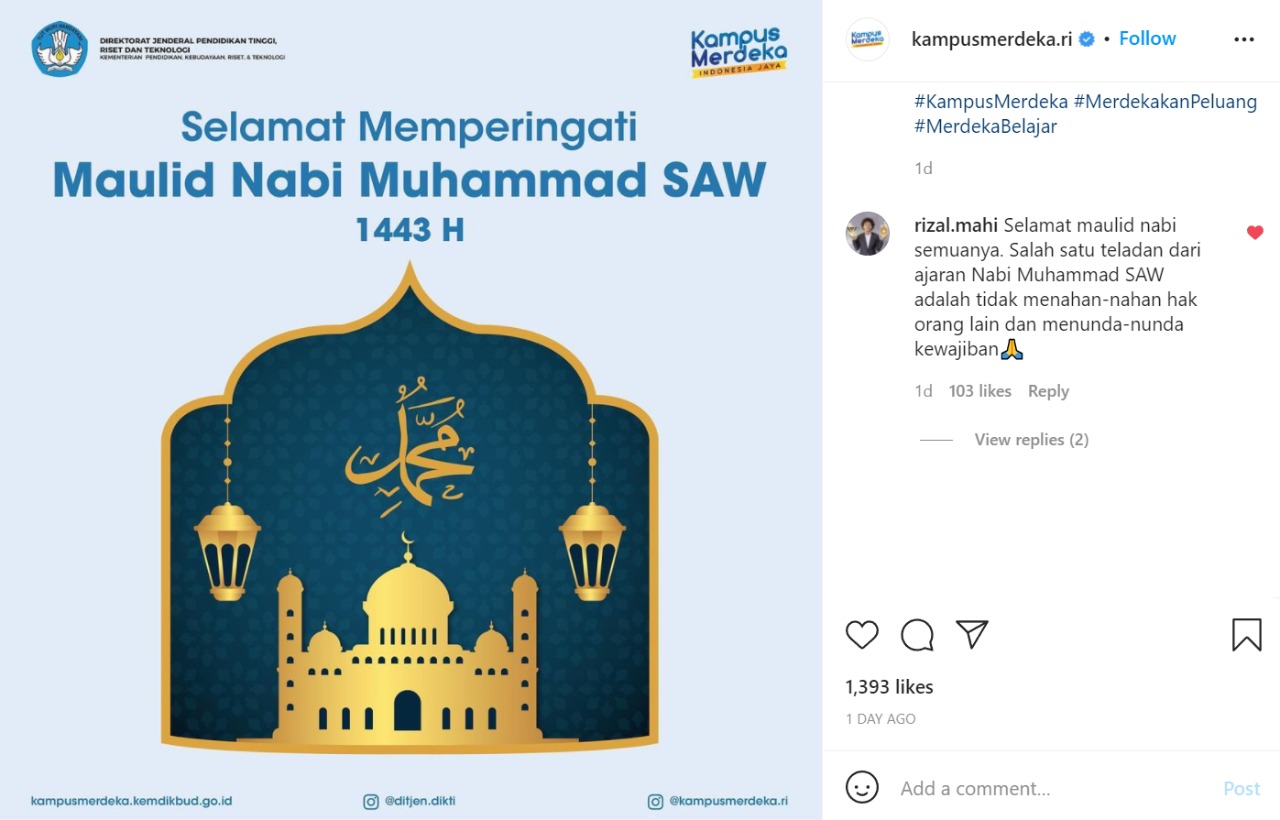 DIREKTORAT JENDERAL PENDIDIKAN TINGGI,
RISET DAN TEKNOLOGI
KEMENTERIAN PENDIDIKAN, KEBUDAYAAN, RISET, & TEKNOLOGI
Kampus
Merdeka
INDONESIA JAYA
Selamat Memperingati
Maulid Nabi Muhammad SAW
1443 H
مُحَمَّدٌ
kampusmerdeka.kemdikbud.go.id
@ditjen.dikti
@kampusmerdeka.ri
Kampus
Merdeka
kampusmerdeka.ri • Follow
#KampusMerdeka #MerdekakanPeluang
#MerdekaBelajar
1d
rizal.mahi Selamat maulid nabi
semuanya. Salah satu teladan dari
ajaran Nabi Muhammad SAW
adalah tidak menahan-nahan hak
orang lain dan menunda-nunda
kewajiban🙏
1d 103 likes Reply
View replies (2)
1,393 likes
1 DAY AGO
Add a comment...
Post